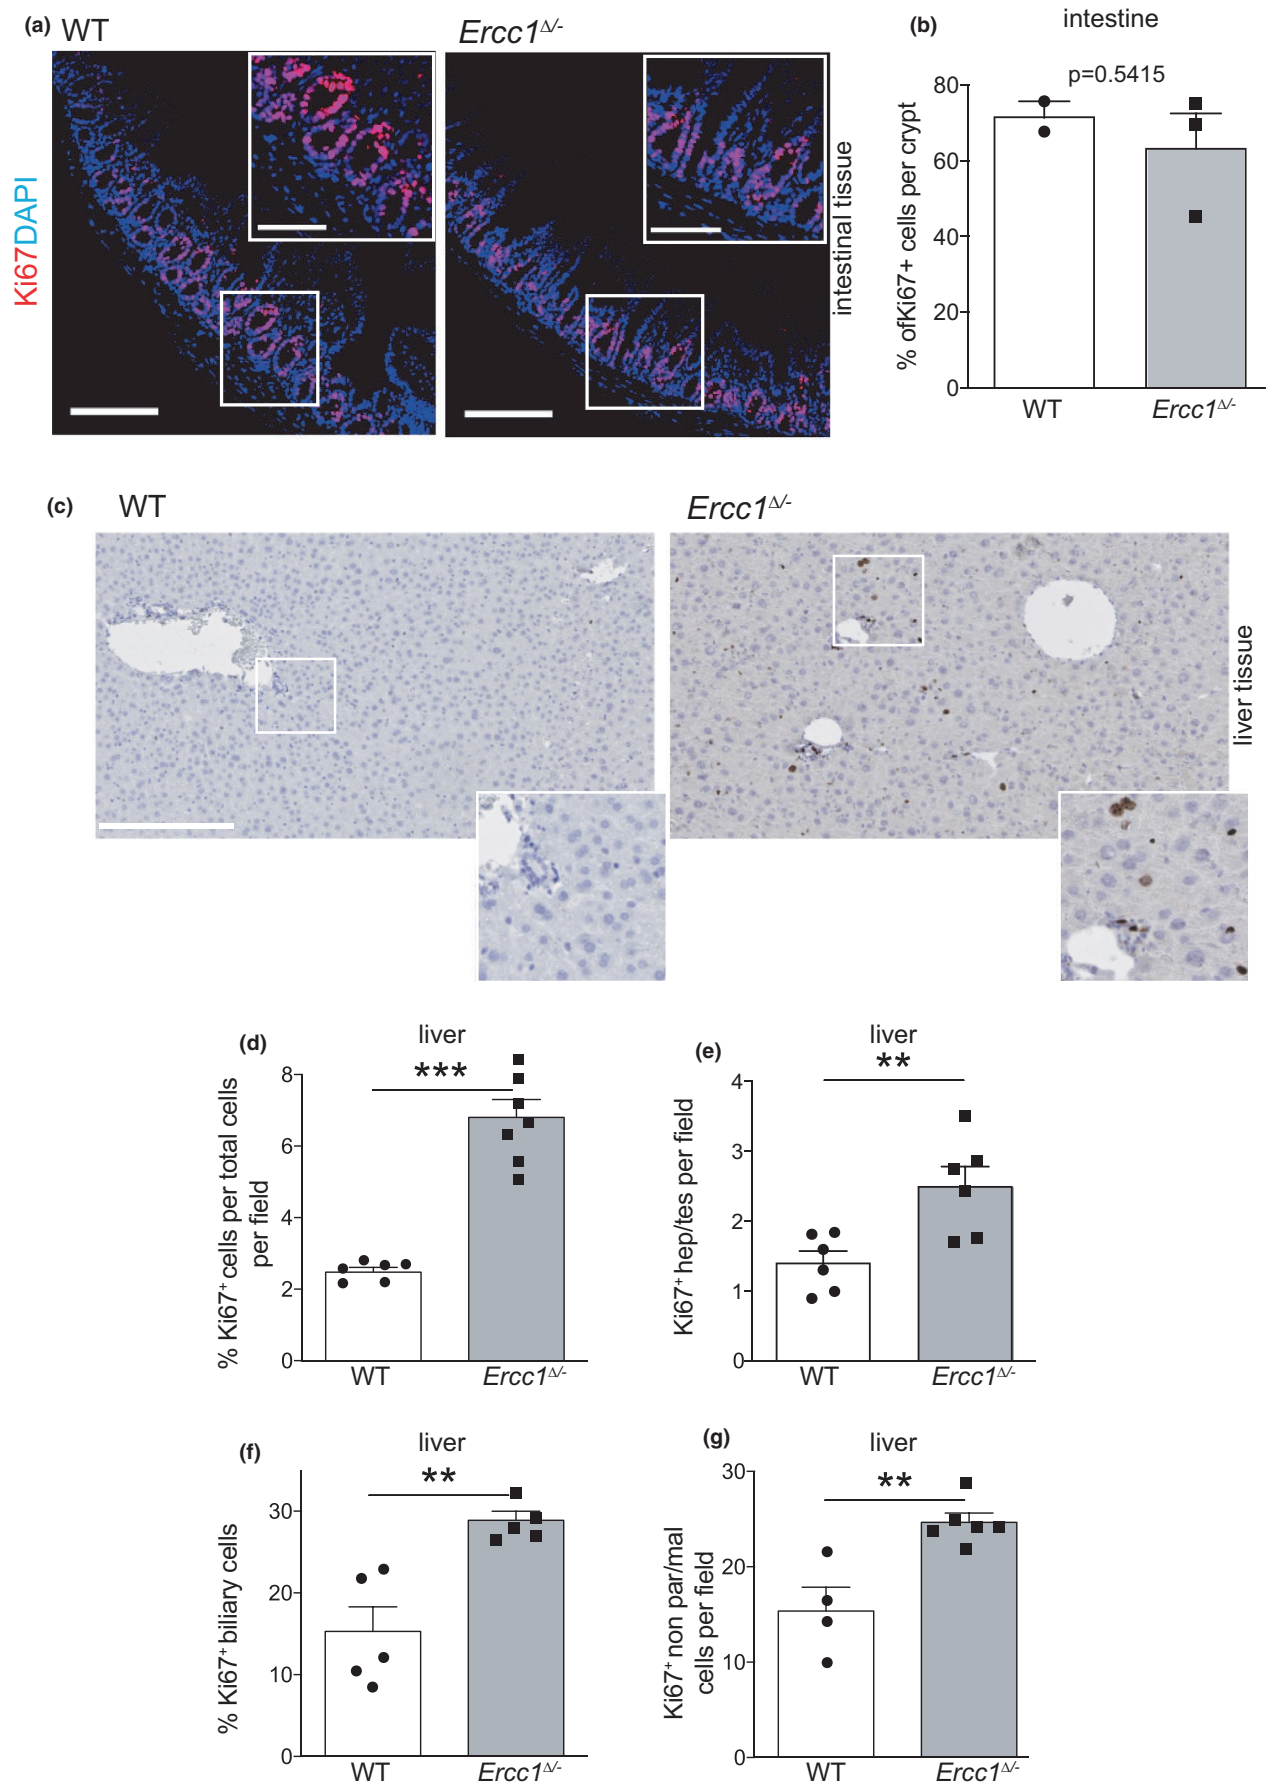 (a) WT
Ercc1Δ/-
Ki67DAPI
intestinal tissue
(b)
intestine
p=0.5415
% ofKi67+ cells per crypt
80
60
40
20
0
WT
Ercc1Δ/-
(c) WT
Ercc1Δ/-
liver tissue
(d)
liver
***
% Ki67+ cells per total cells
per field
8
6
4
2
0
WT
Ercc1Δ/-
(e)
liver
**
Ki67+ hep/tes per field
4
3
2
1
0
WT
Ercc1Δ/-
(f)
liver
**
% Ki67+ biliary cells
30
20
10
0
WT
Ercc1Δ/-
(g)
liver
**
Ki67+ non par/mal
cells per field
30
20
10
0
WT
Ercc1Δ/-